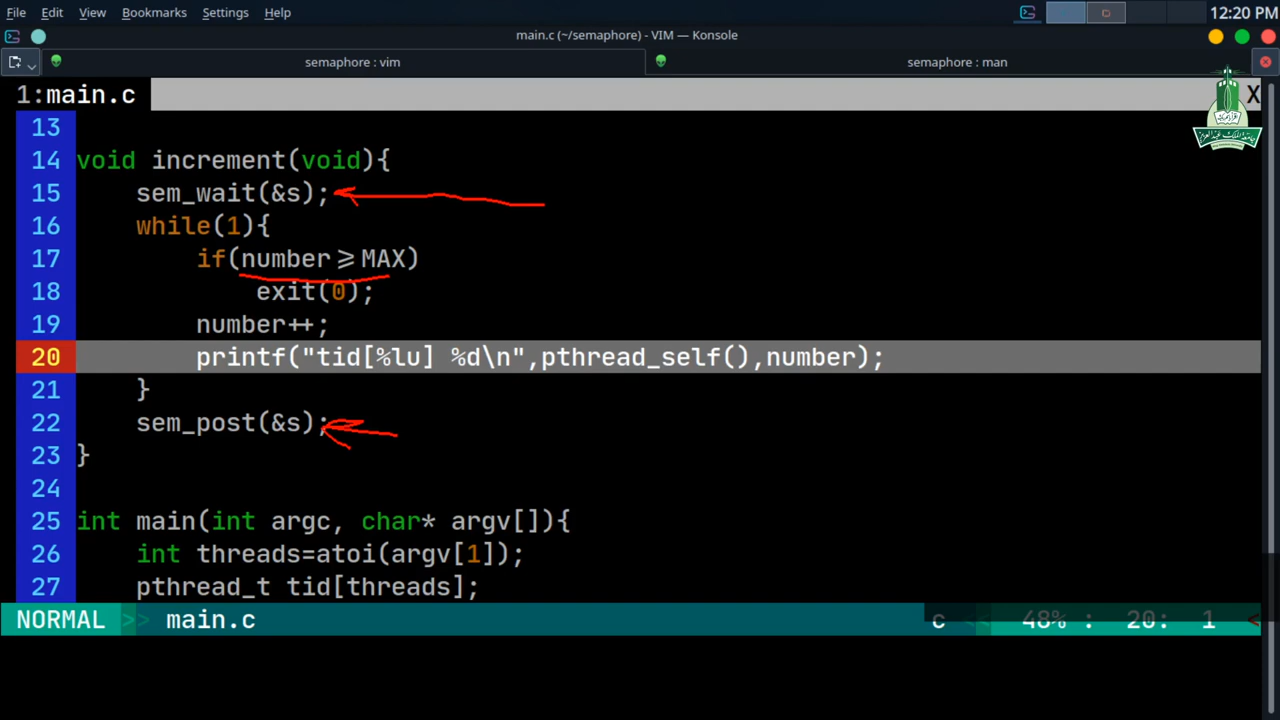 File Edit View Bookmarks Settings Help
12:20 PM
main.c (~/semaphore) - VIM — Konsole
semaphore : vim
semaphore : man
1:main.c
X
13
14 void increment(void){
15     sem_wait(&s);
16     while(1){
17         if(number>=MAX)
18             exit(0);
19         number++;
20         printf("tid[%lu] %d\n",pthread_self(),number);
21     }
22     sem_post(&s);
23 }
24
25 int main(int argc, char* argv[]){
26     int threads=atoi(argv[1]);
27     pthread_t tid[threads];
NORMAL >> main.c
c << 48% : 20: 1 <
جامعة الملك عبدالعزيز